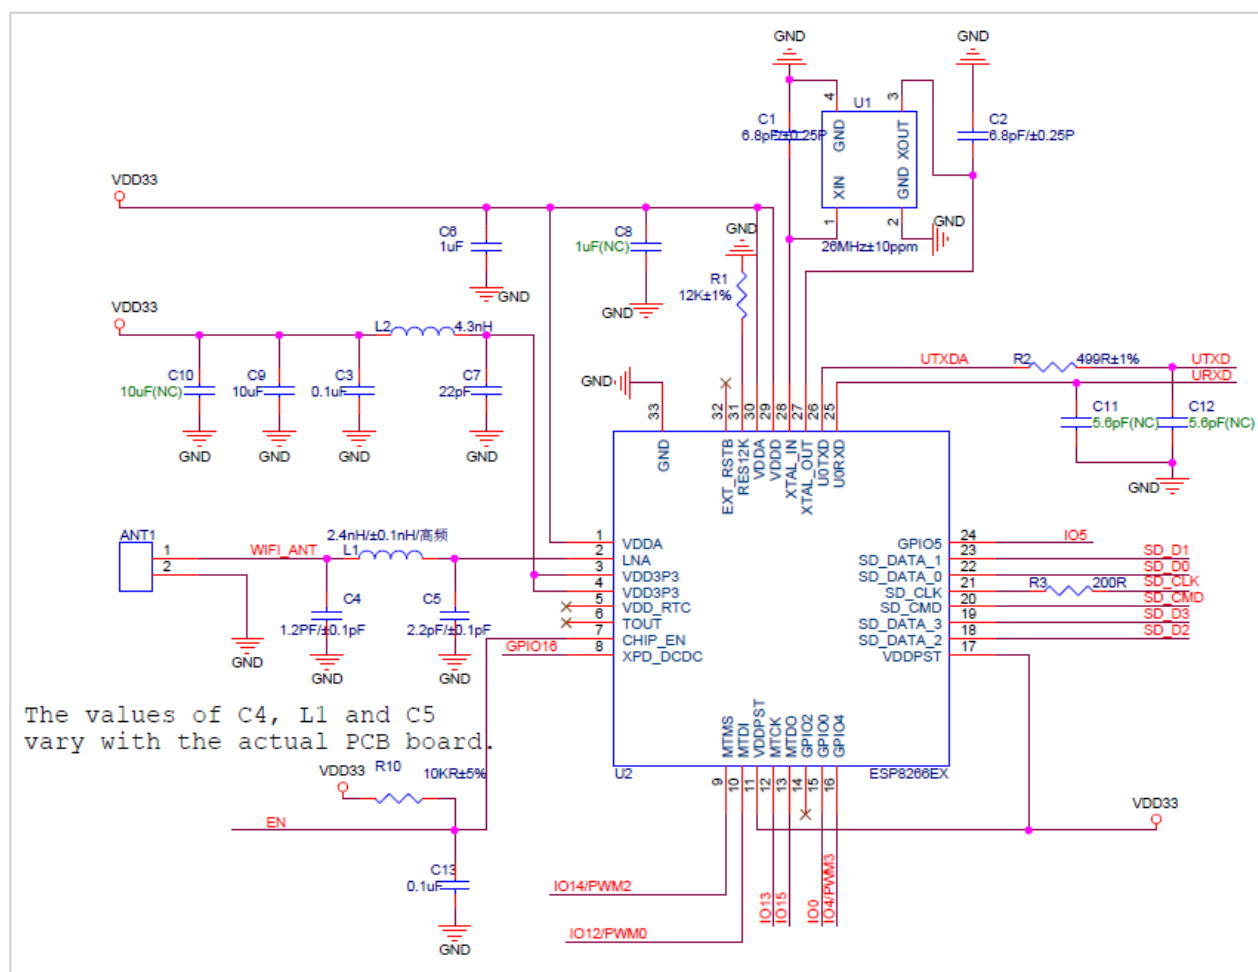 GND
GND
4
3
U1
C1
6.8pF/±0.25P
GND
XOUT
C2
6.8pF/±0.25P
XIN
GND
1
2
GND
26MHz±10ppm
VDD33
C6
1uF
GND
C8
1uF(NC)
GND
GND
R1
12K±1%
VDD33
L2
4.3nH
C10
10uF(NC)
C9
10uF
C3
0.1uF
C7
22pF
GND
GND
GND
GND
UTXDA
R2
499R±1%
UTXD
URXD
C11
5.6pF(NC)
C12
5.6pF(NC)
GND
GND
33
32
31
30
29
28
27
26
25
GND
EXT_RSTB
RES12K
VDDA
VDDD
XTAL_IN
XTAL_OUT
U0TXD
U0RXD
ANT1
1
2
WIFI_ANT
2.4nH/±0.1nH/高频
L1
C4
1.2PF/±0.1pF
C5
2.2pF/±0.1pF
GND
GND
GND
1 VDDA
2 LNA
3 VDD3P3
4 VDD3P3
5 VDD_RTC
6 TOUT
7 CHIP_EN
8 XPD_DCDC
GPIO16
GPIO5 24 IO5
SD_DATA_1 23 SD_D1
SD_DATA_0 22 SD_D0
SD_CLK 21 R3 200R SD_CLK
SD_CMD 20 SD_CMD
SD_DATA_3 19 SD_D3
SD_DATA_2 18 SD_D2
VDDPST 17
The values of C4, L1 and C5
vary with the actual PCB board.
MTMS
MTDI
VDDPST
MTCK
MTDO
GPIO2
GPIO0
GPIO4
U2
ESP8266EX
9
10
11
12
13
14
15
16
VDD33
R10
10KR±5%
EN
C13
0.1uF
GND
VDD33
IO14/PWM2
IO12/PWM0
IO13
IO15
IO0
IO4/PWM3